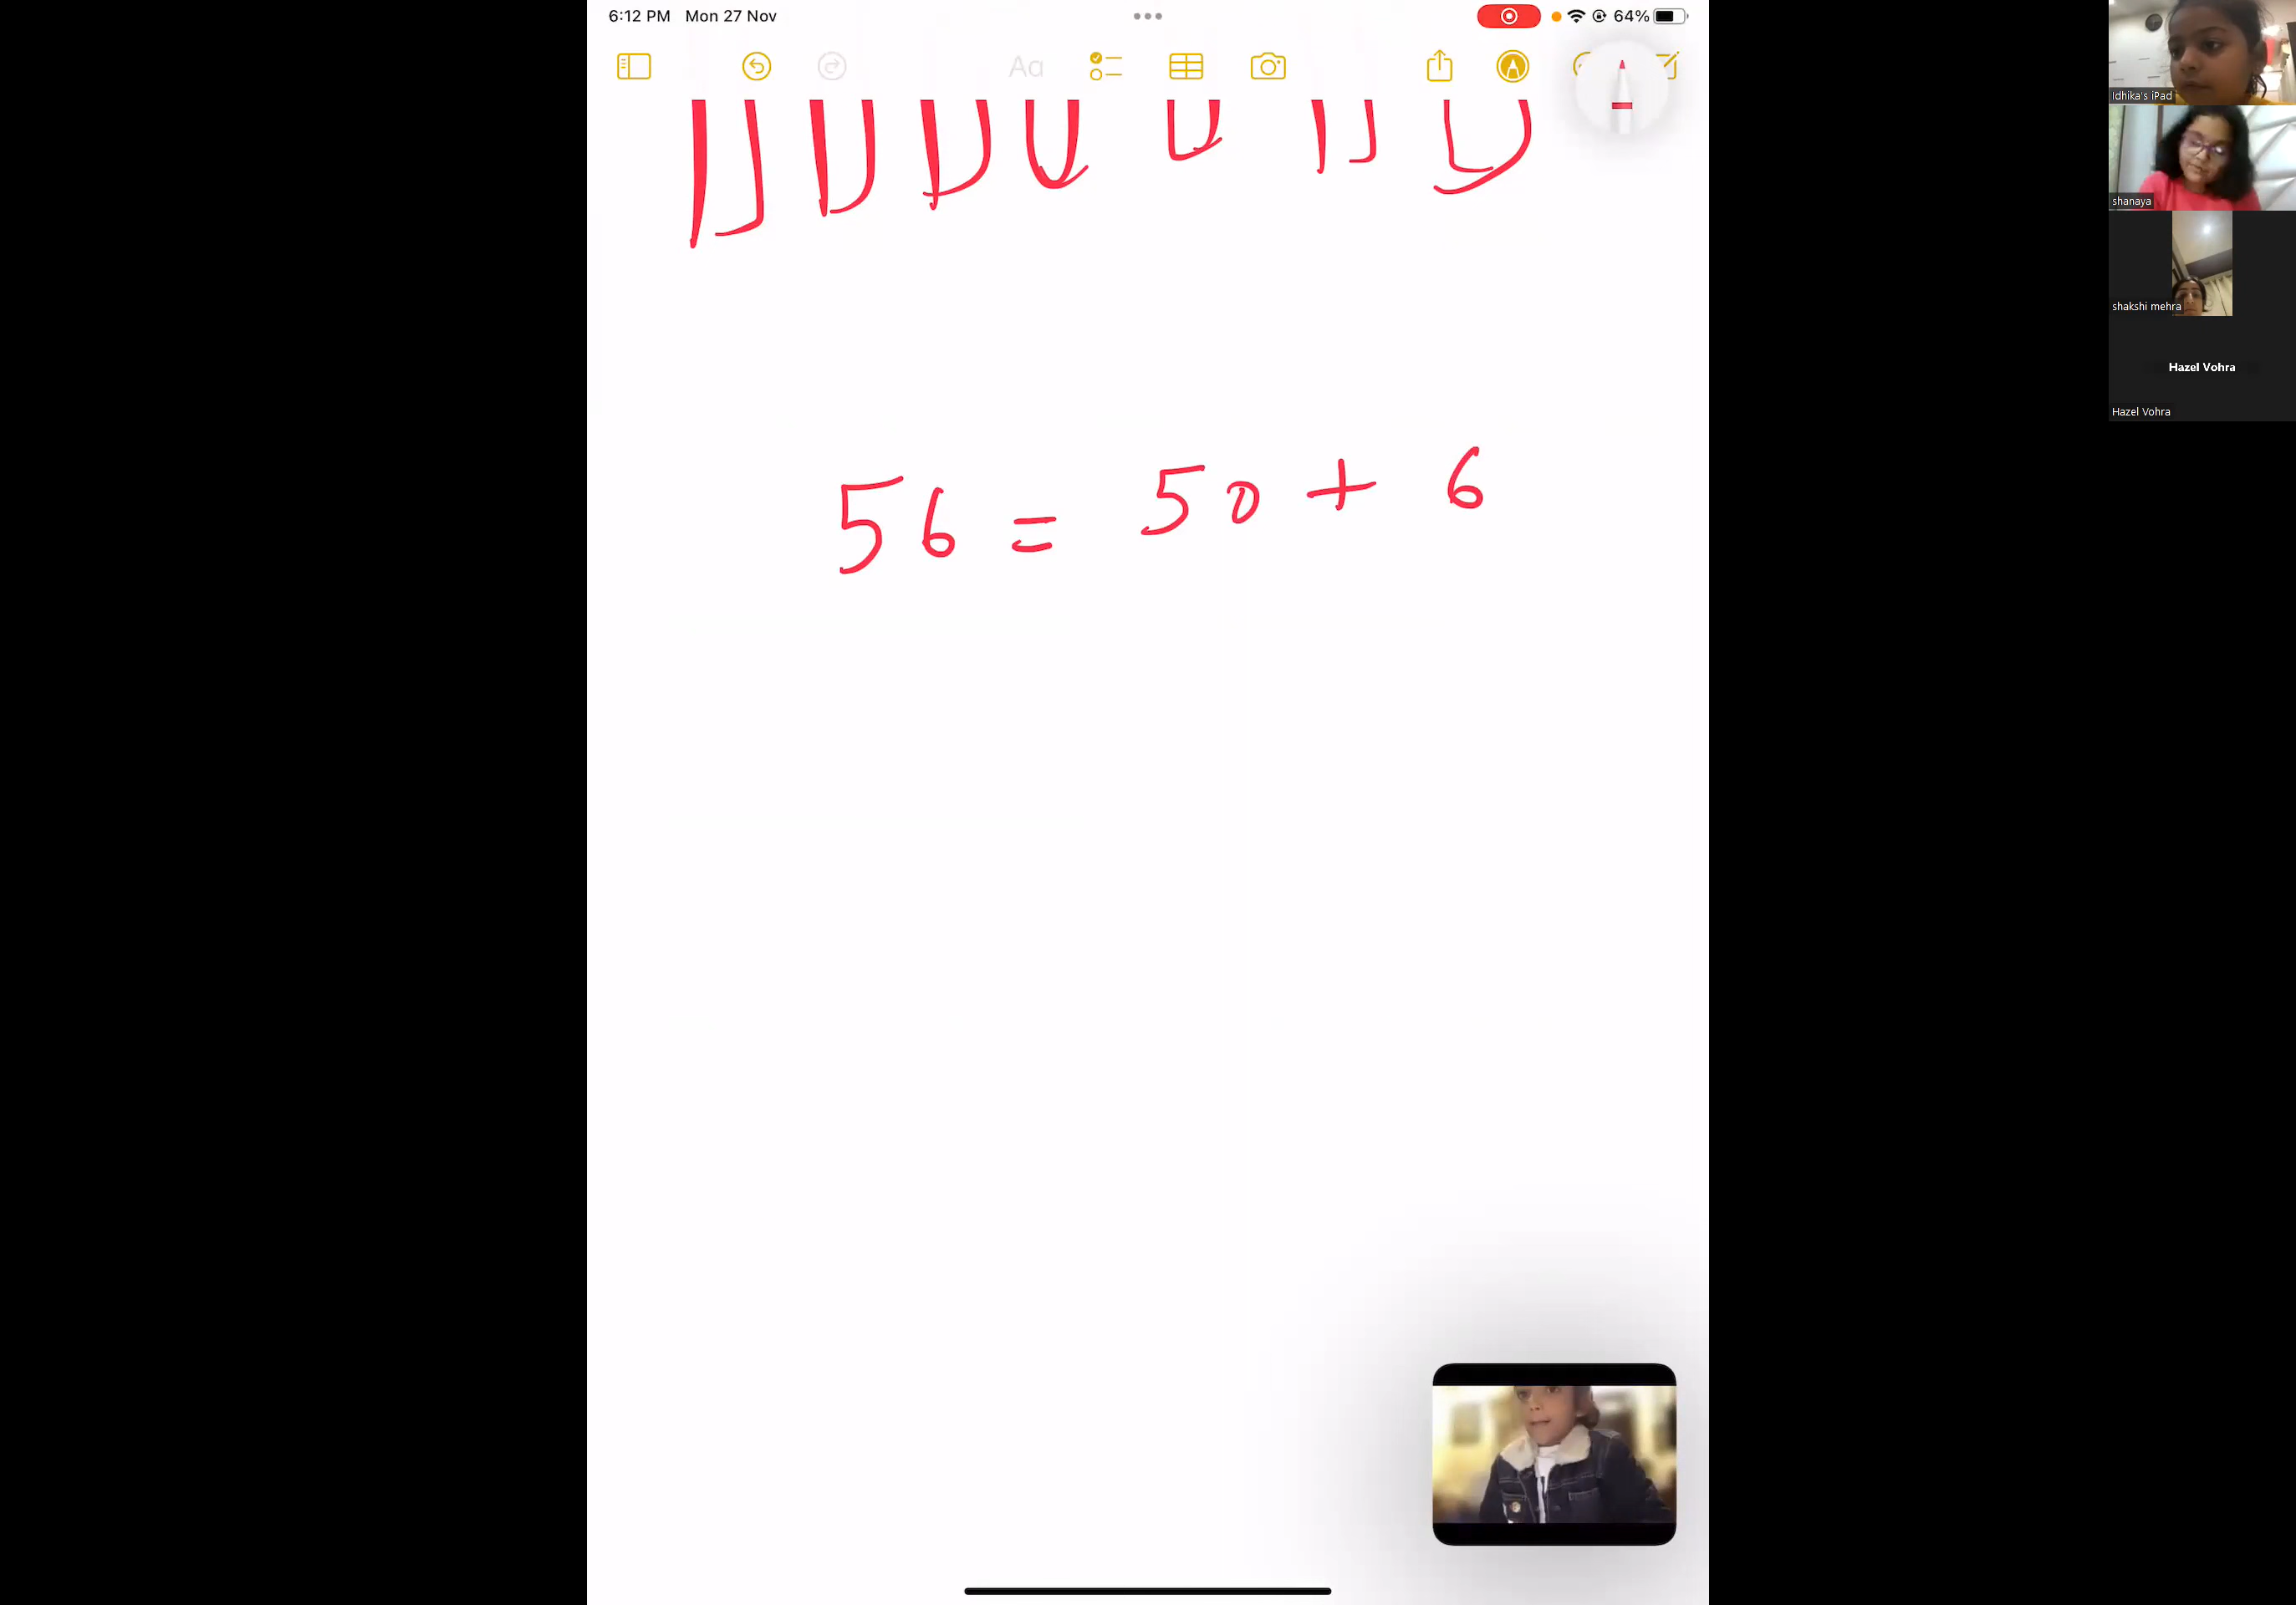 6:12 PM Mon 27 Nov
64%
Aa
56 = 50 + 6
Idhika's iPad
shanaya
shakshi mehra
Hazel Vohra
Hazel Vohra